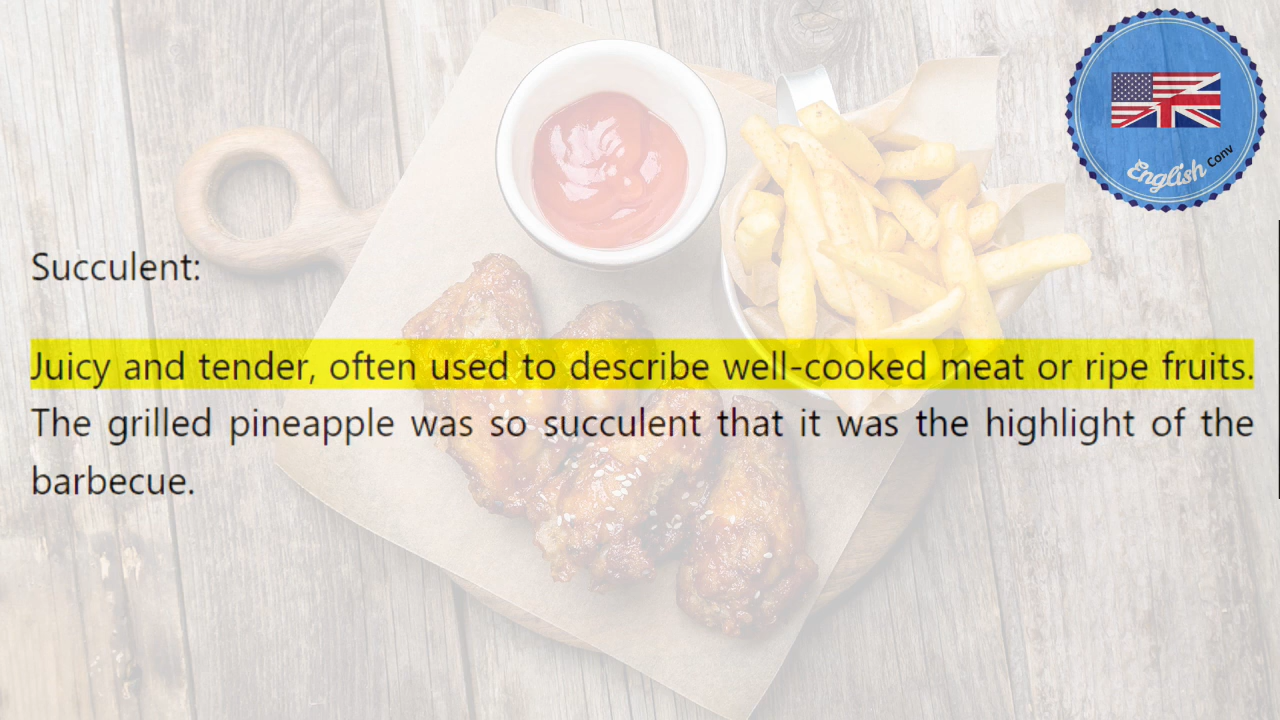 English Conv
Succulent:
Juicy and tender, often used to describe well-cooked meat or ripe fruits.
The grilled pineapple was so succulent that it was the highlight of the
barbecue.